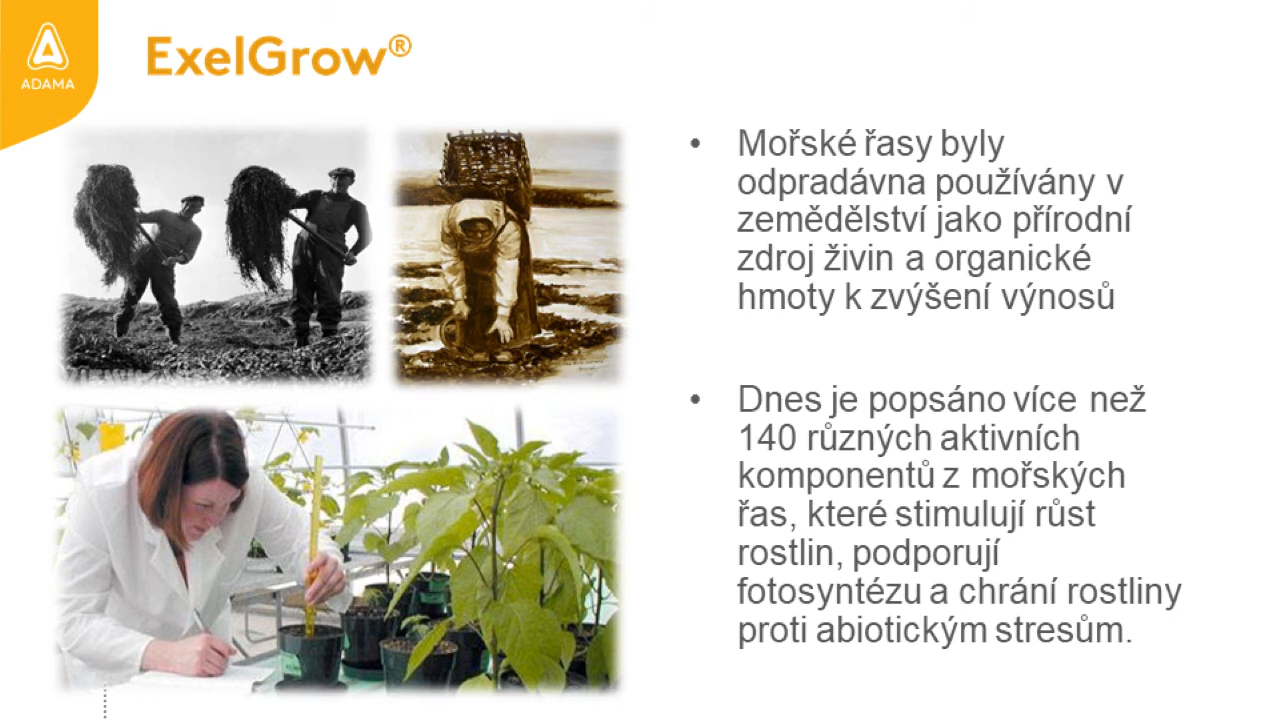 ADAMA
ExelGrow®
• Mořské řasy byly
odpradávna používány v
zemědělství jako přírodní
zdroj živin a organické
hmoty k zvýšení výnosů
• Dnes je popsáno více než
140 různých aktivních
komponentů z mořských
řas, které stimulují růst
rostlin, podporují
fotosyntézu a chrání rostliny
proti abiotickým stresům.